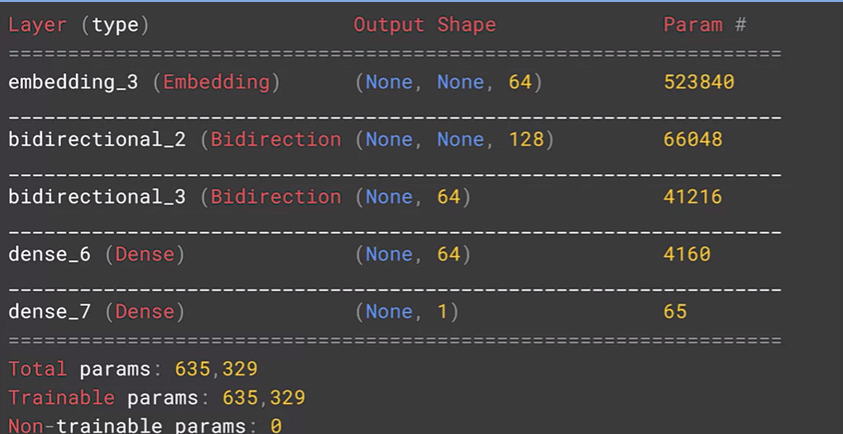 Layer (type) Output Shape Param #
=================================================================
embedding_3 (Embedding) (None, None, 64) 523840
_________________________________________________________________
bidirectional_2 (Bidirection (None, None, 128) 66048
_________________________________________________________________
bidirectional_3 (Bidirection (None, 64) 41216
_________________________________________________________________
dense_6 (Dense) (None, 64) 4160
_________________________________________________________________
dense_7 (Dense) (None, 1) 65
=================================================================
Total params: 635,329
Trainable params: 635,329
Non-trainable params: 0